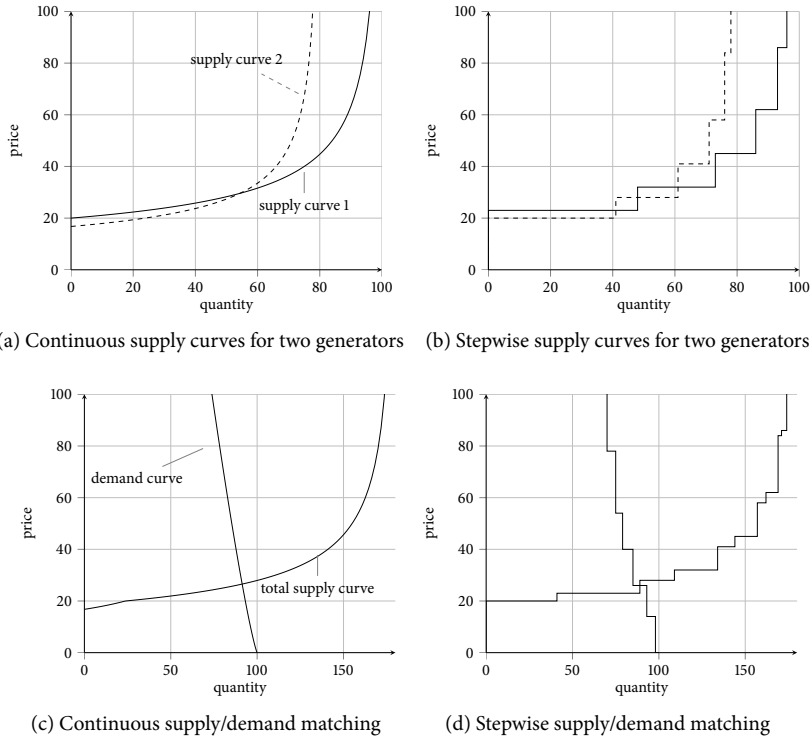 100
80
60
40
20
0
price
supply curve 2
supply curve 1
0 20 40 60 80 100
quantity
(a) Continuous supply curves for two generators
100
80
60
40
20
0
price
0 20 40 60 80 100
quantity
(b) Stepwise supply curves for two generators
100
80
60
40
20
0
price
demand curve
total supply curve
0 50 100 150
quantity
(c) Continuous supply/demand matching
100
80
60
40
20
0
price
0 50 100 150
quantity
(d) Stepwise supply/demand matching